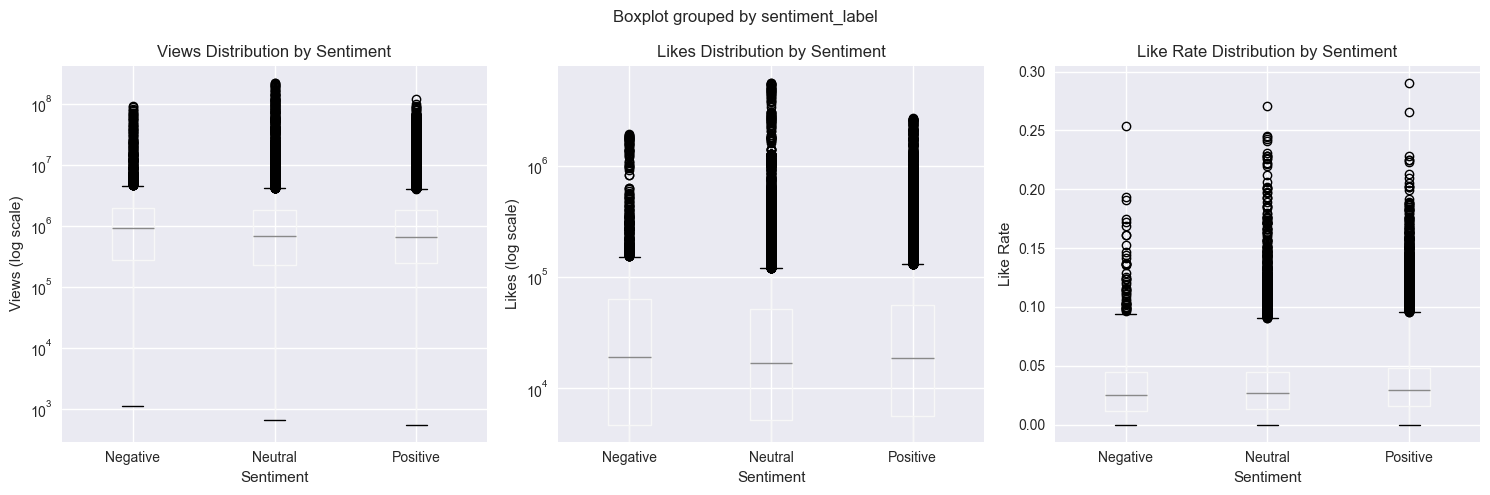 Boxplot grouped by sentiment_label
Views Distribution by Sentiment
Views (log scale)
10^8
10^7
10^6
10^5
10^4
10^3
Negative Neutral Positive
Sentiment
Likes Distribution by Sentiment
Likes (log scale)
10^6
10^5
10^4
Negative Neutral Positive
Sentiment
Like Rate Distribution by Sentiment
Like Rate
0.30
0.25
0.20
0.15
0.10
0.05
0.00
Negative Neutral Positive
Sentiment